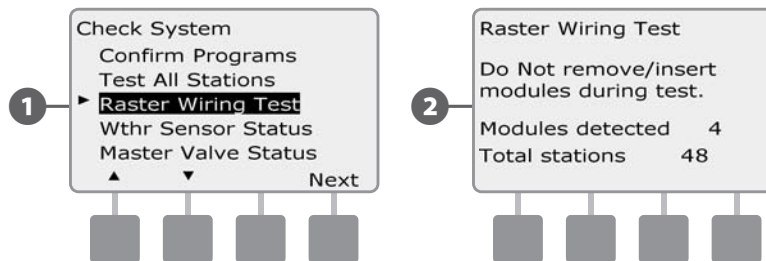 Check System
Confirm Programs
Test All Stations
Raster Wiring Test
Wthr Sensor Status
Master Valve Status
Next
1
Raster Wiring Test
Do Not remove/insert
modules during test.
Modules detected 4
Total stations 48
2